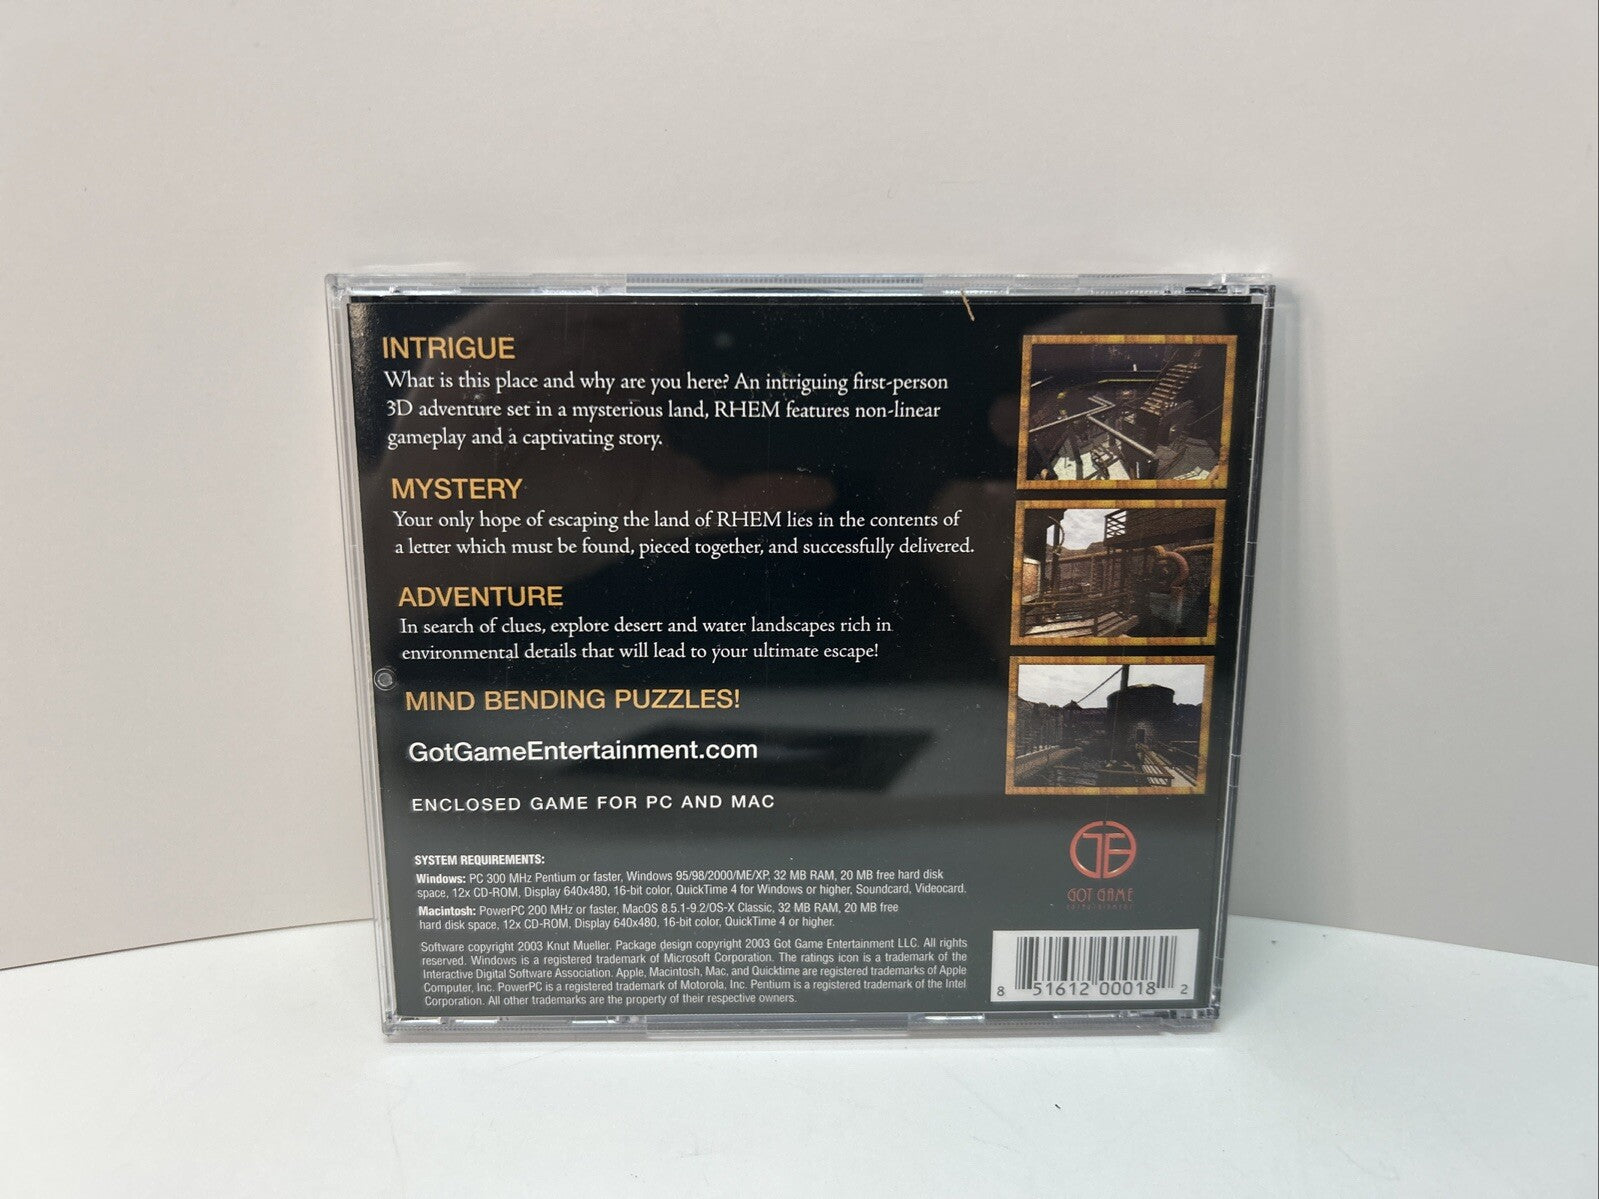 INTRIGUE
What is this place and why are you here? An intriguing first-person
3D adventure set in a mysterious land, RHEM features non-linear
gameplay and a captivating story.
MYSTERY
Your only hope of escaping the land of RHEM lies in the contents of
a letter which must be found, pieced together, and successfully delivered.
ADVENTURE
In search of clues, explore desert and water landscapes rich in
environmental details that will lead to your ultimate escape!
MIND BENDING PUZZLES!
GotGameEntertainment.com
ENCLOSED GAME FOR PC AND MAC
SYSTEM REQUIREMENTS:
Windows: PC 300 MHz Pentium or faster, Windows 95/98/2000/ME/XP, 32 MB RAM, 20 MB free hard disk
space, 12x CD-ROM, Display 640x480, 16-bit color, QuickTime 4 for Windows or higher, Soundcard, Videocard.
Macintosh: PowerPC 200 MHz or faster, MacOS 8.5.1-9.2/OS-X Classic, 32 MB RAM, 20 MB free
hard disk space, 12x CD-ROM, Display 640x480, 16-bit color, QuickTime 4 or higher.
Software copyright 2003 Knut Mueller. Package design copyright 2003 Got Game Entertainment LLC. All rights
reserved. Windows is a registered trademark of Microsoft Corporation. The ratings icon is a trademark of the
Interactive Digital Software Association. Apple, Macintosh, Mac, and Quicktime are registered trademarks of Apple
Computer, Inc. PowerPC is a registered trademark of Motorola, Inc. Pentium is a registered trademark of the Intel
Corporation. All other trademarks are the property of their respective owners.
GOT GAME
ENTERTAINMENT
8 51612 00018 2